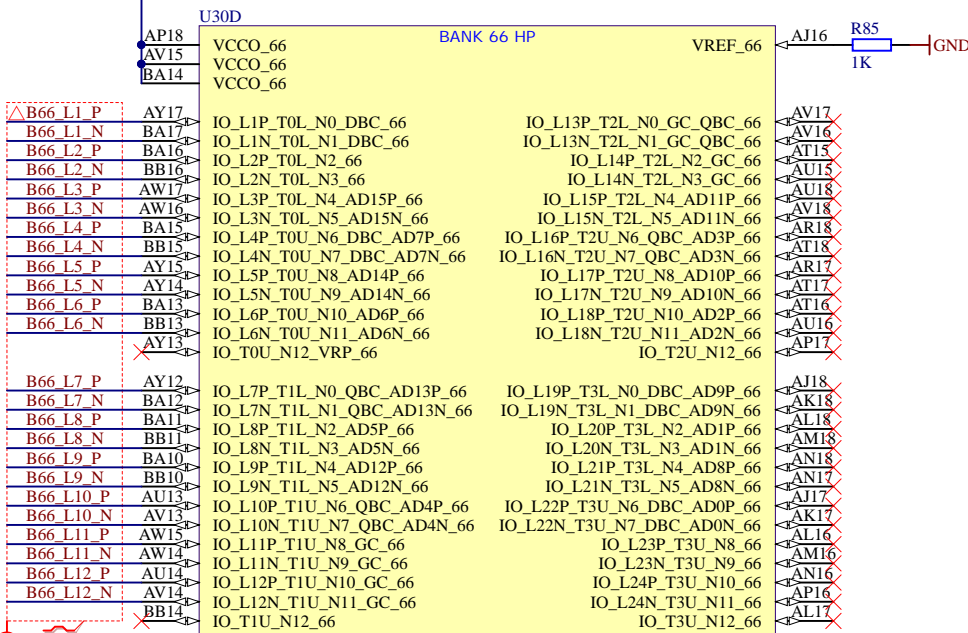 U30D
BANK 66 HP
AP18 VCCO_66 VREF_66 AJ16 R85 1K GND
AV15 VCCO_66
BA14 VCCO_66
B66_L1_P AY17 IO_L1P_T0L_N0_DBC_66 IO_L13P_T2L_N0_GC_QBC_66 AV17
B66_L1_N BA17 IO_L1N_T0L_N1_DBC_66 IO_L13N_T2L_N1_GC_QBC_66 AV16
B66_L2_P BA16 IO_L2P_T0L_N2_66 IO_L14P_T2L_N2_GC_66 AT15
B66_L2_N BB16 IO_L2N_T0L_N3_66 IO_L14N_T2L_N3_GC_66 AU15
B66_L3_P AW17 IO_L3P_T0L_N4_AD15P_66 IO_L15P_T2L_N4_AD11P_66 AU18
B66_L3_N AW16 IO_L3N_T0L_N5_AD15N_66 IO_L15N_T2L_N5_AD11N_66 AV18
B66_L4_P BA15 IO_L4P_T0U_N6_DBC_AD7P_66 IO_L16P_T2U_N6_QBC_AD3P_66 AR18
B66_L4_N BB15 IO_L4N_T0U_N7_DBC_AD7N_66 IO_L16N_T2U_N7_QBC_AD3N_66 AT18
B66_L5_P AY15 IO_L5P_T0U_N8_AD14P_66 IO_L17P_T2U_N8_AD10P_66 AR17
B66_L5_N AY14 IO_L5N_T0U_N9_AD14N_66 IO_L17N_T2U_N9_AD10N_66 AT17
B66_L6_P BA13 IO_L6P_T0U_N10_AD6P_66 IO_L18P_T2U_N10_AD2P_66 AT16
B66_L6_N BB13 IO_L6N_T0U_N11_AD6N_66 IO_L18N_T2U_N11_AD2N_66 AU16
AY13 IO_T0U_N12_VRP_66 IO_T2U_N12_66 AP17
B66_L7_P AY12 IO_L7P_T1L_N0_QBC_AD13P_66 IO_L19P_T3L_N0_DBC_AD9P_66 AJ18
B66_L7_N BA12 IO_L7N_T1L_N1_QBC_AD13N_66 IO_L19N_T3L_N1_DBC_AD9N_66 AK18
B66_L8_P BA11 IO_L8P_T1L_N2_AD5P_66 IO_L20P_T3L_N2_AD1P_66 AL18
B66_L8_N BB11 IO_L8N_T1L_N3_AD5N_66 IO_L20N_T3L_N3_AD1N_66 AM18
B66_L9_P BA10 IO_L9P_T1L_N4_AD12P_66 IO_L21P_T3L_N4_AD8P_66 AN18
B66_L9_N BB10 IO_L9N_T1L_N5_AD12N_66 IO_L21N_T3L_N5_AD8N_66 AN17
B66_L10_P AU13 IO_L10P_T1U_N6_QBC_AD4P_66 IO_L22P_T3U_N6_DBC_AD0P_66 AJ17
B66_L10_N AV13 IO_L10N_T1U_N7_QBC_AD4N_66 IO_L22N_T3U_N7_DBC_AD0N_66 AK17
B66_L11_P AW15 IO_L11P_T1U_N8_GC_66 IO_L23P_T3U_N8_66 AL16
B66_L11_N AW14 IO_L11N_T1U_N9_GC_66 IO_L23N_T3U_N9_66 AM16
B66_L12_P AU14 IO_L12P_T1U_N10_GC_66 IO_L24P_T3U_N10_66 AN16
B66_L12_N AV14 IO_L12N_T1U_N11_GC_66 IO_L24N_T3U_N11_66 AP16
BB14 IO_T1U_N12_66 IO_T3U_N12_66 AL17